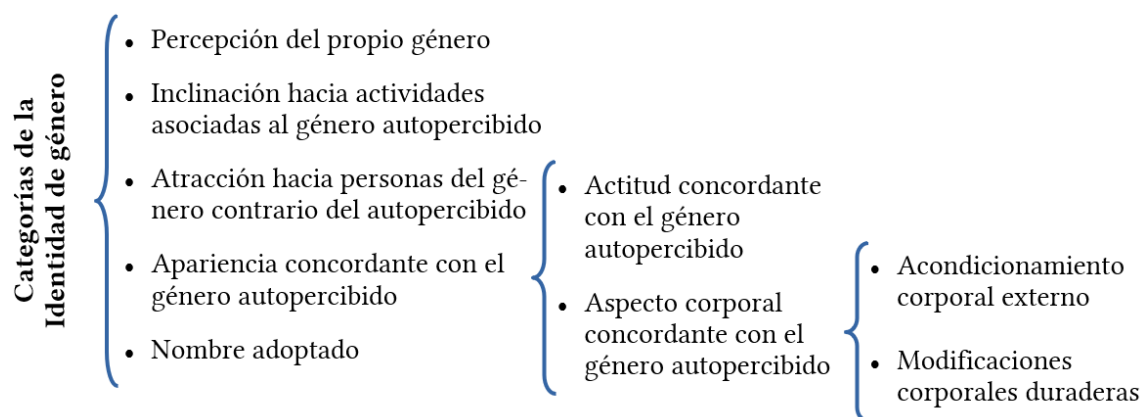 Categorías de la
Identidad de género
• Percepción del propio género
• Inclinación hacia actividades
asociadas al género autopercibido
• Atracción hacia personas del gé-
nero contrario del autopercibido
• Apariencia concordante con el
género autopercibido
• Nombre adoptado
• Actitud concordante
con el género
autopercibido
• Aspecto corporal
concordante con el
género autopercibido
• Acondicionamiento
corporal externo
• Modificaciones
corporales duraderas